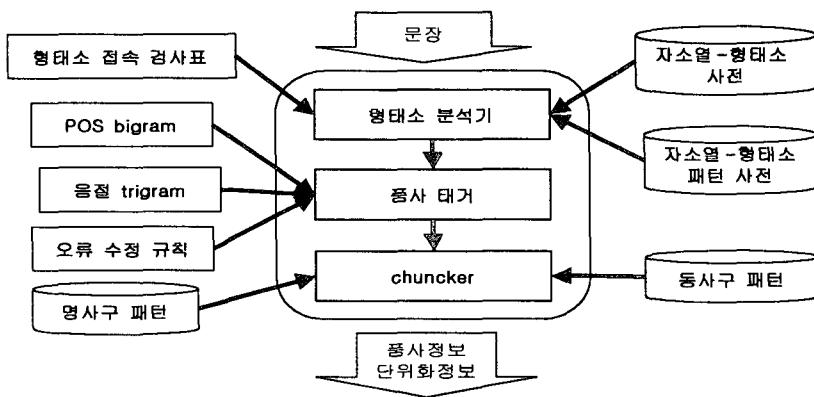 문장
형태소 접속 검사표
자소열-형태소
사전
형태소 분석기
POS bigram
자소열-형태소
패턴 사전
음절 trigram
품사 태거
오류 수정 규칙
chuncker
명사구 패턴
동사구 패턴
품사정보
단위화정보